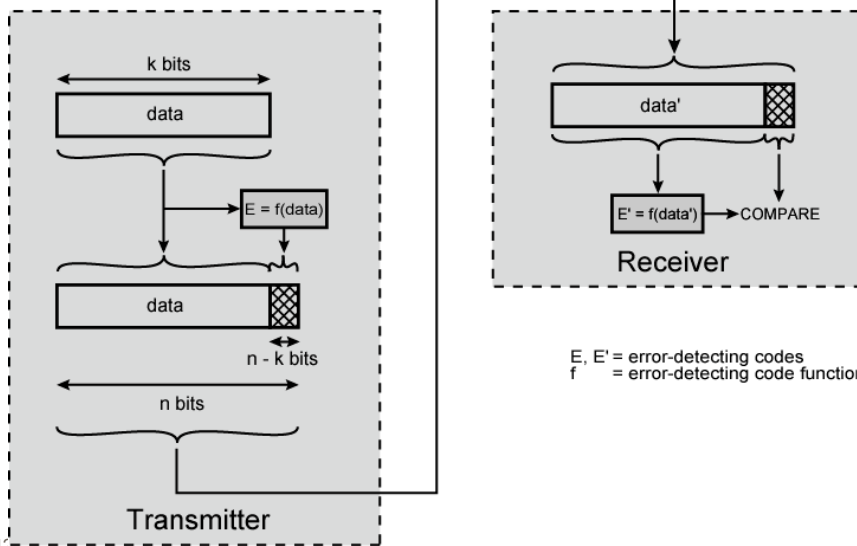 k bits
data
E = f(data)
data
n - k bits
n bits
Transmitter
data'
E' = f(data')
COMPARE
Receiver
E, E' = error-detecting codes
f = error-detecting code function